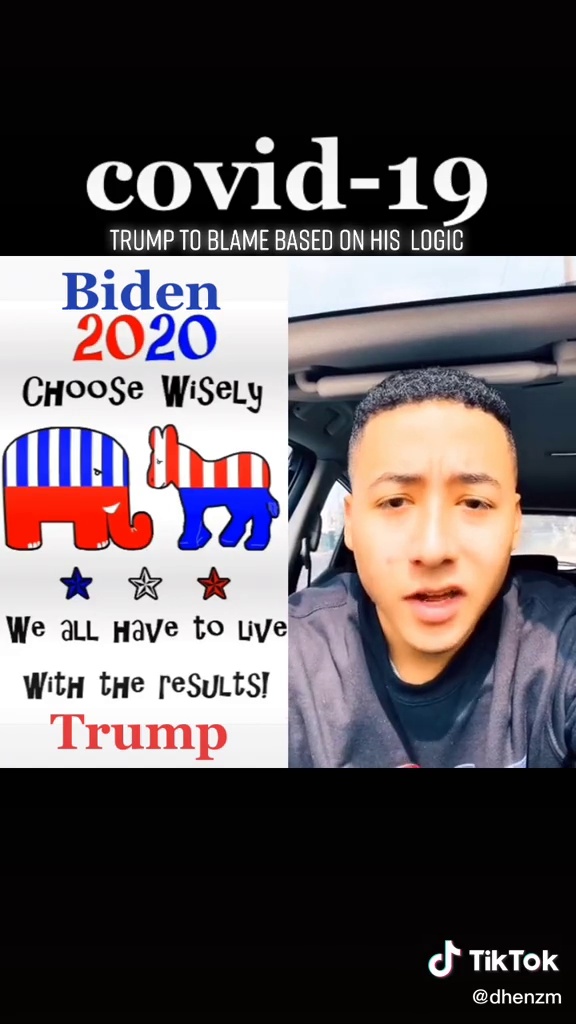 covid-19
TRUMP TO BLAME BASED ON HIS LOGIC
Biden
2020
CHOOSE WISELY
WE ALL HAVE TO LIVE
WITH THE RESULTS!
Trump
TikTok
@dhenzm